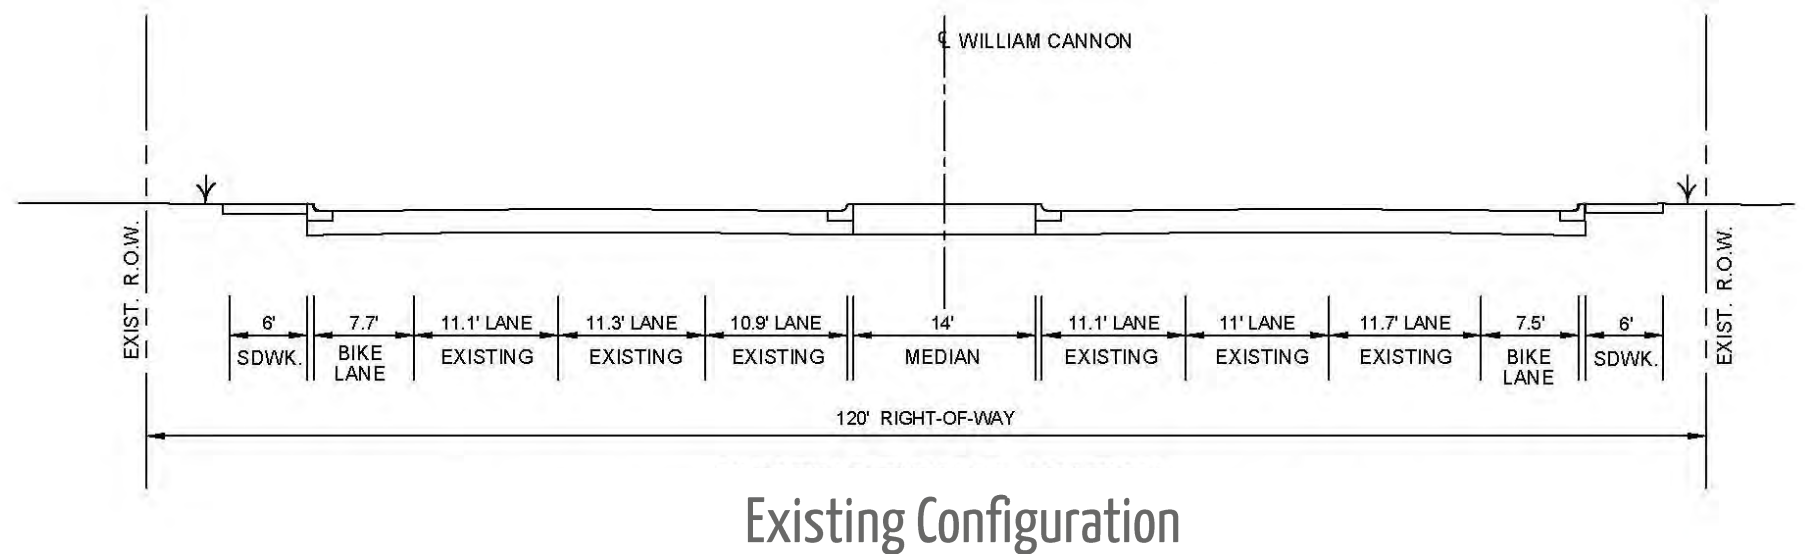 ℄ WILLIAM CANNON
EXIST. R.O.W.
EXIST. R.O.W.
6'
SDWK.
7.7'
BIKE
LANE
11.1' LANE
EXISTING
11.3' LANE
EXISTING
10.9' LANE
EXISTING
14'
MEDIAN
11.1' LANE
EXISTING
11' LANE
EXISTING
11.7' LANE
EXISTING
7.5'
BIKE
LANE
6'
SDWK.
120' RIGHT-OF-WAY
Existing Configuration